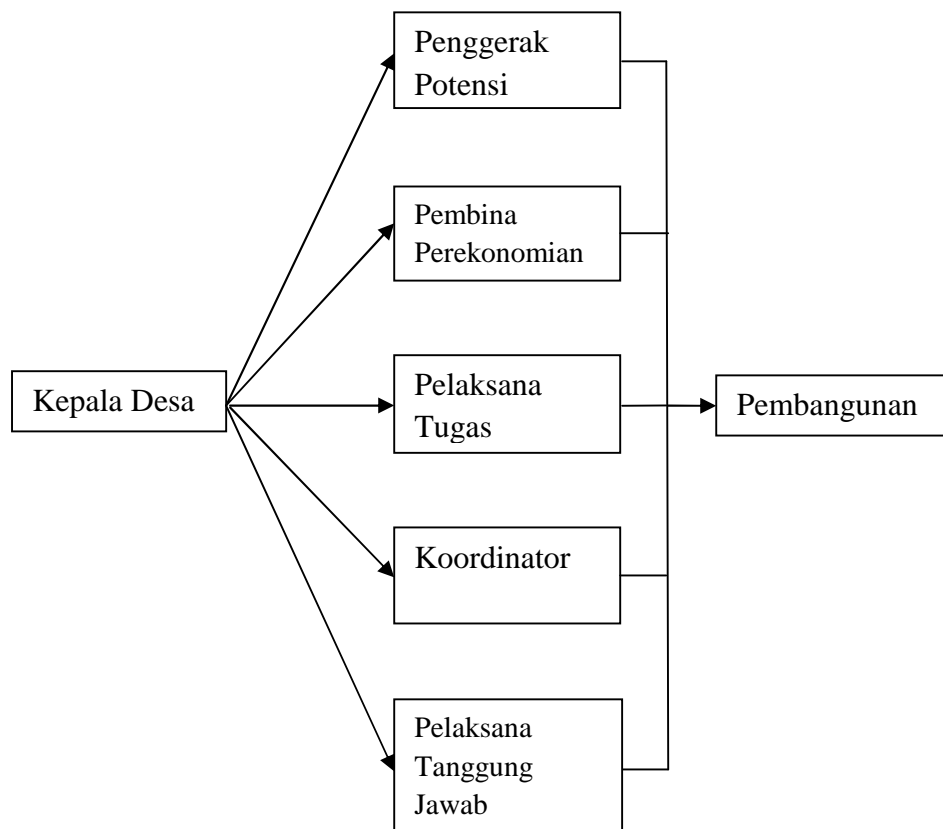 Penggerak
Potensi
Pembina
Perekonomian
Kepala Desa
Pelaksana
Tugas
Pembangunan
Koordinator
Pelaksana
Tanggung
Jawab